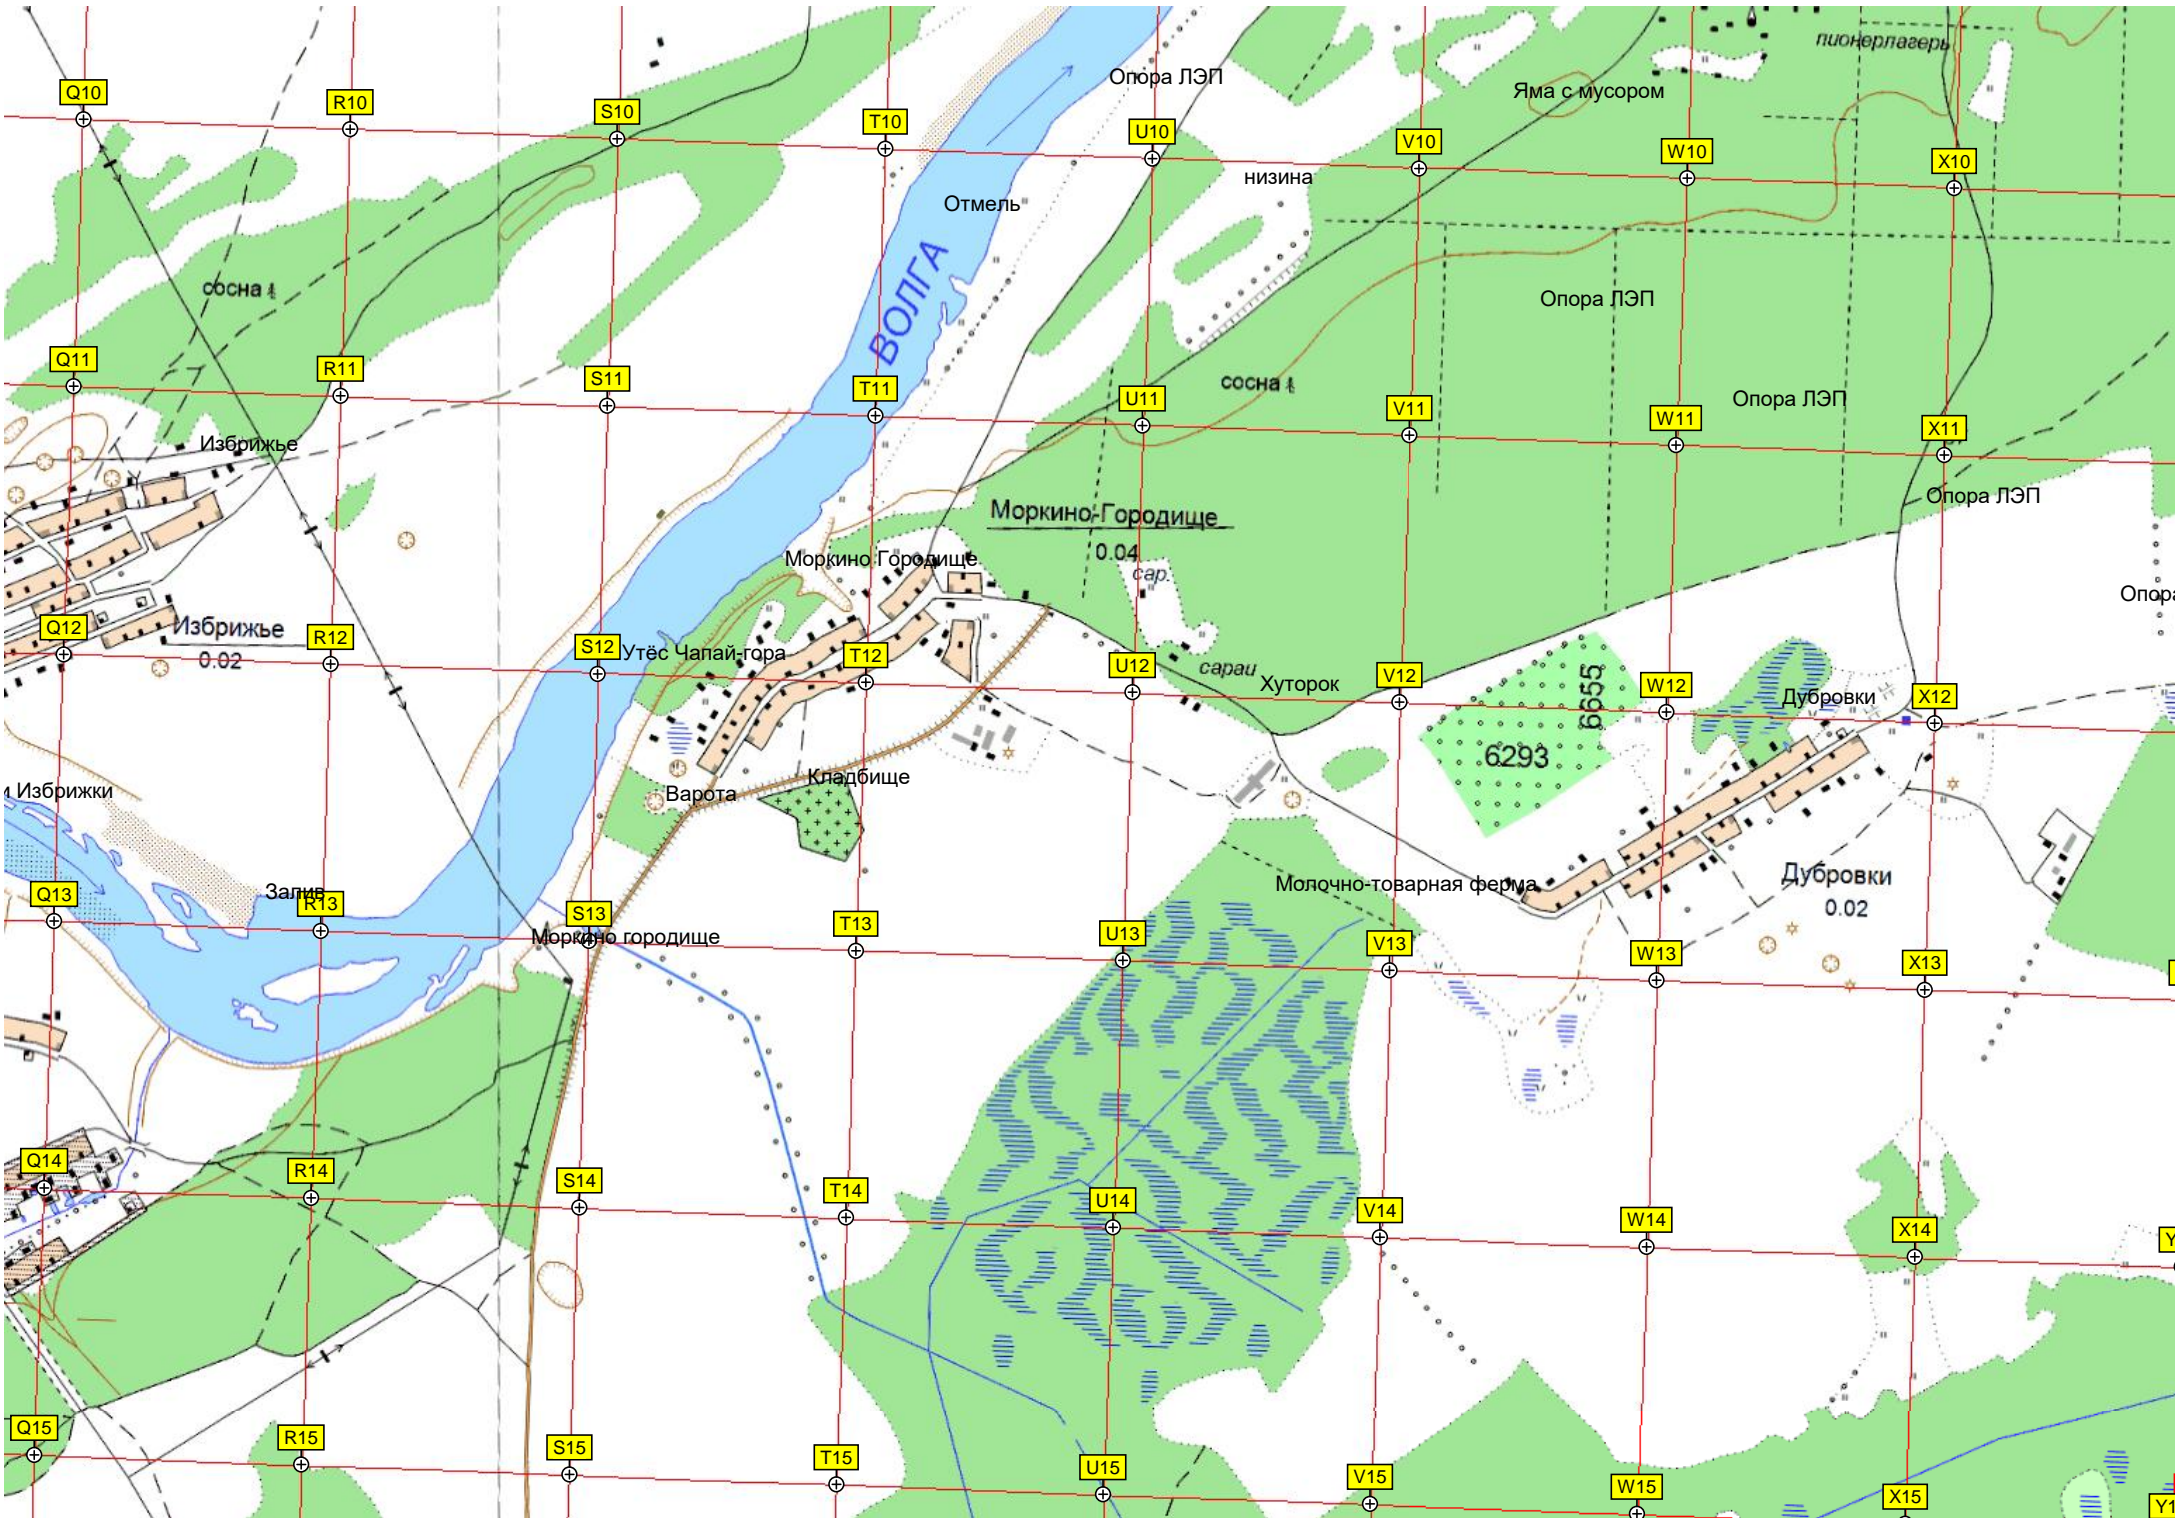 пионерлагерь
Опора ЛЭП
Яма с мусором
Q10
R10
S10
T10
U10
V10
W10
X10
низина
Отмель
ВОЛГА
сосна
Опора ЛЭП
Q11
R11
S11
T11
U11
V11
W11
X11
сосна
Опора ЛЭП
Избрижье
Опора ЛЭП
Моркино-Городище
0.04
Моркино Городище
сар.
Опора
Избрижье
0.02
Q12
R12
S12
T12
U12
V12
W12
X12
Утёс Чапай-гора
сараи
Хуторок
6655
6293
Дубровки
Кладбище
и Избрижки
Варота
Залив
Молочно-товарная ферма
Дубровки
0.02
Q13
R13
S13
T13
U13
V13
W13
X13
Моркино городище
Q14
R14
S14
T14
U14
V14
W14
X14
Y
Q15
R15
S15
T15
U15
V15
W15
X15
Y1